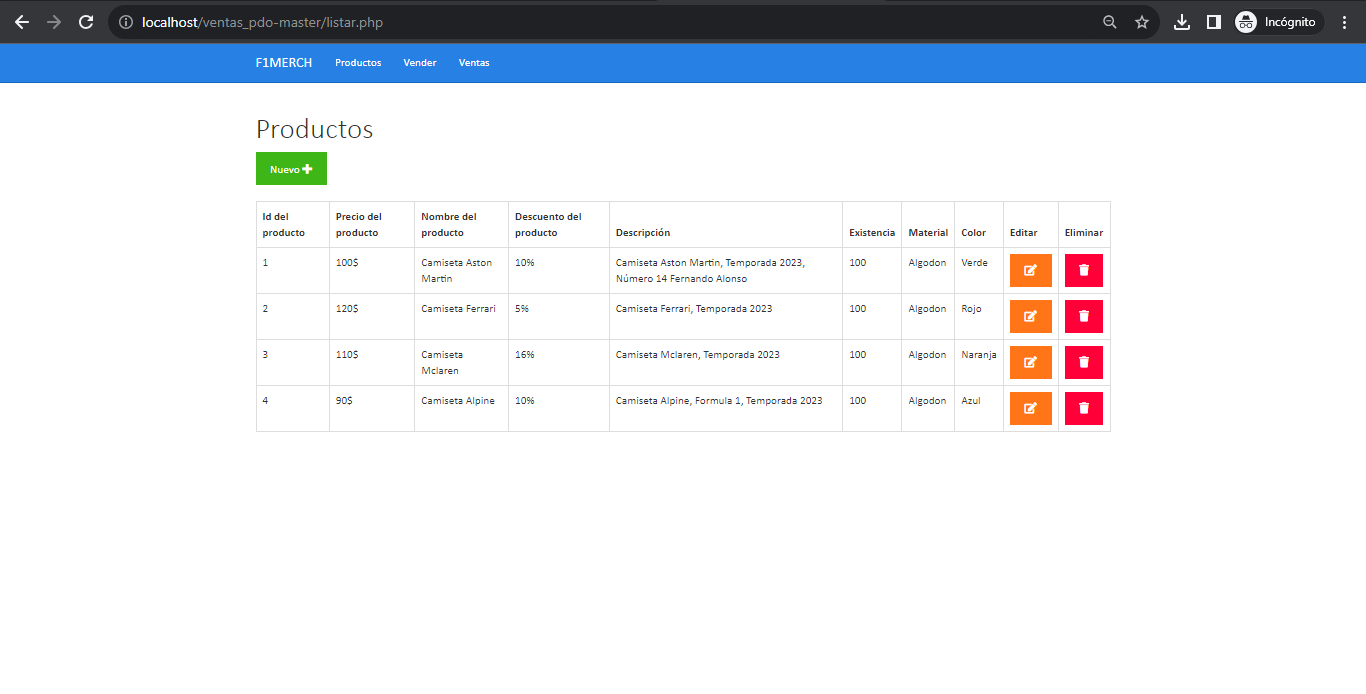 localhost/ventas_pdo-master/listar.php
Incógnito
F1MERCH Productos Vender Ventas
Productos
Nuevo
Id del producto Precio del producto Nombre del producto Descuento del producto Descripción Existencia Material Color Editar Eliminar
1 100$ Camiseta Aston Martin 10% Camiseta Aston Martin, Temporada 2023, Número 14 Fernando Alonso 100 Algodon Verde
2 120$ Camiseta Ferrari 5% Camiseta Ferrari, Temporada 2023 100 Algodon Rojo
3 110$ Camiseta Mclaren 16% Camiseta Mclaren, Temporada 2023 100 Algodon Naranja
4 90$ Camiseta Alpine 10% Camiseta Alpine, Formula 1, Temporada 2023 100 Algodon Azul